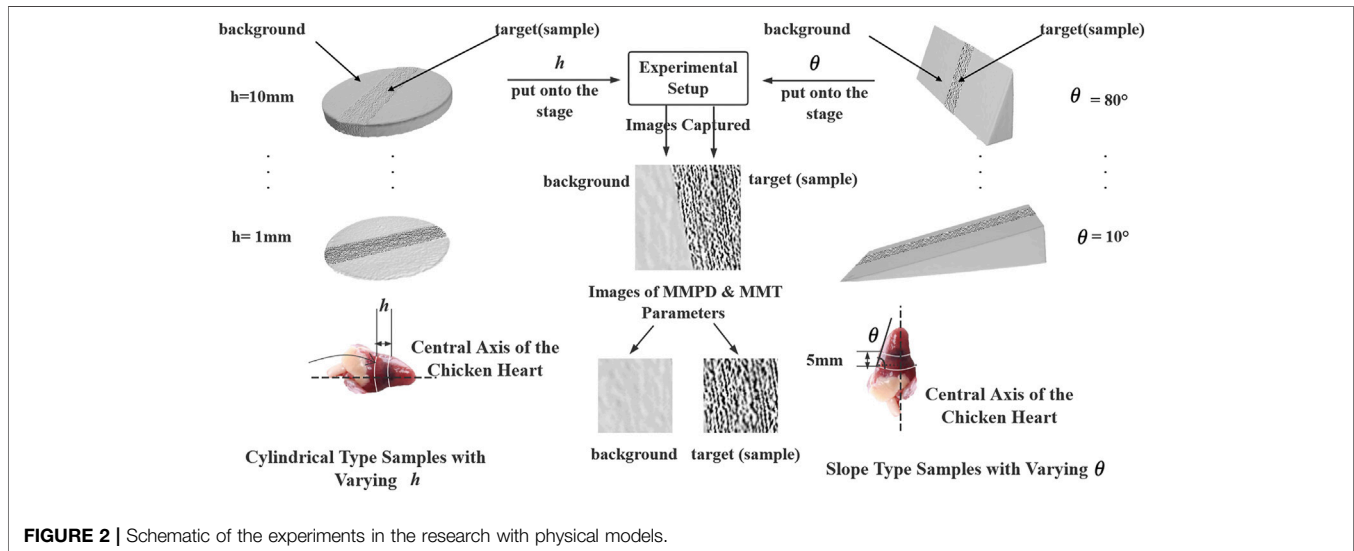 background
target(sample)
h=10mm
h
put onto the
stage
Experimental
Setup
Images Captured
θ
put onto the
stage
background
target(sample)
θ = 80°
background
target (sample)
h= 1mm
θ = 10°
Images of MMPD & MMT
Parameters
h
Central Axis of the
Chicken Heart
θ
5mm
Central Axis of the
Chicken Heart
background
target (sample)
Cylindrical Type Samples with
Varying h
Slope Type Samples with Varying θ
FIGURE 2 | Schematic of the experiments in the research with physical models.